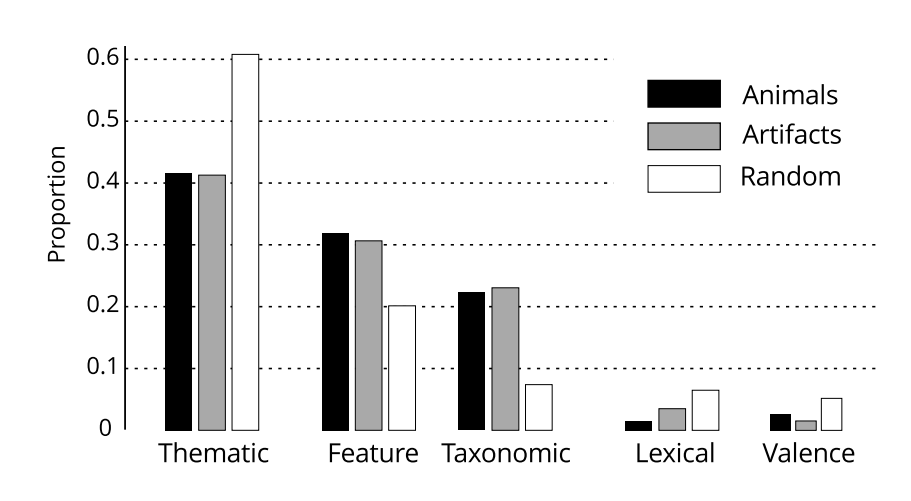 Proportion
0.6
0.5
0.4
0.3
0.2
0.1
0
Animals
Artifacts
Random
Thematic Feature Taxonomic Lexical Valence